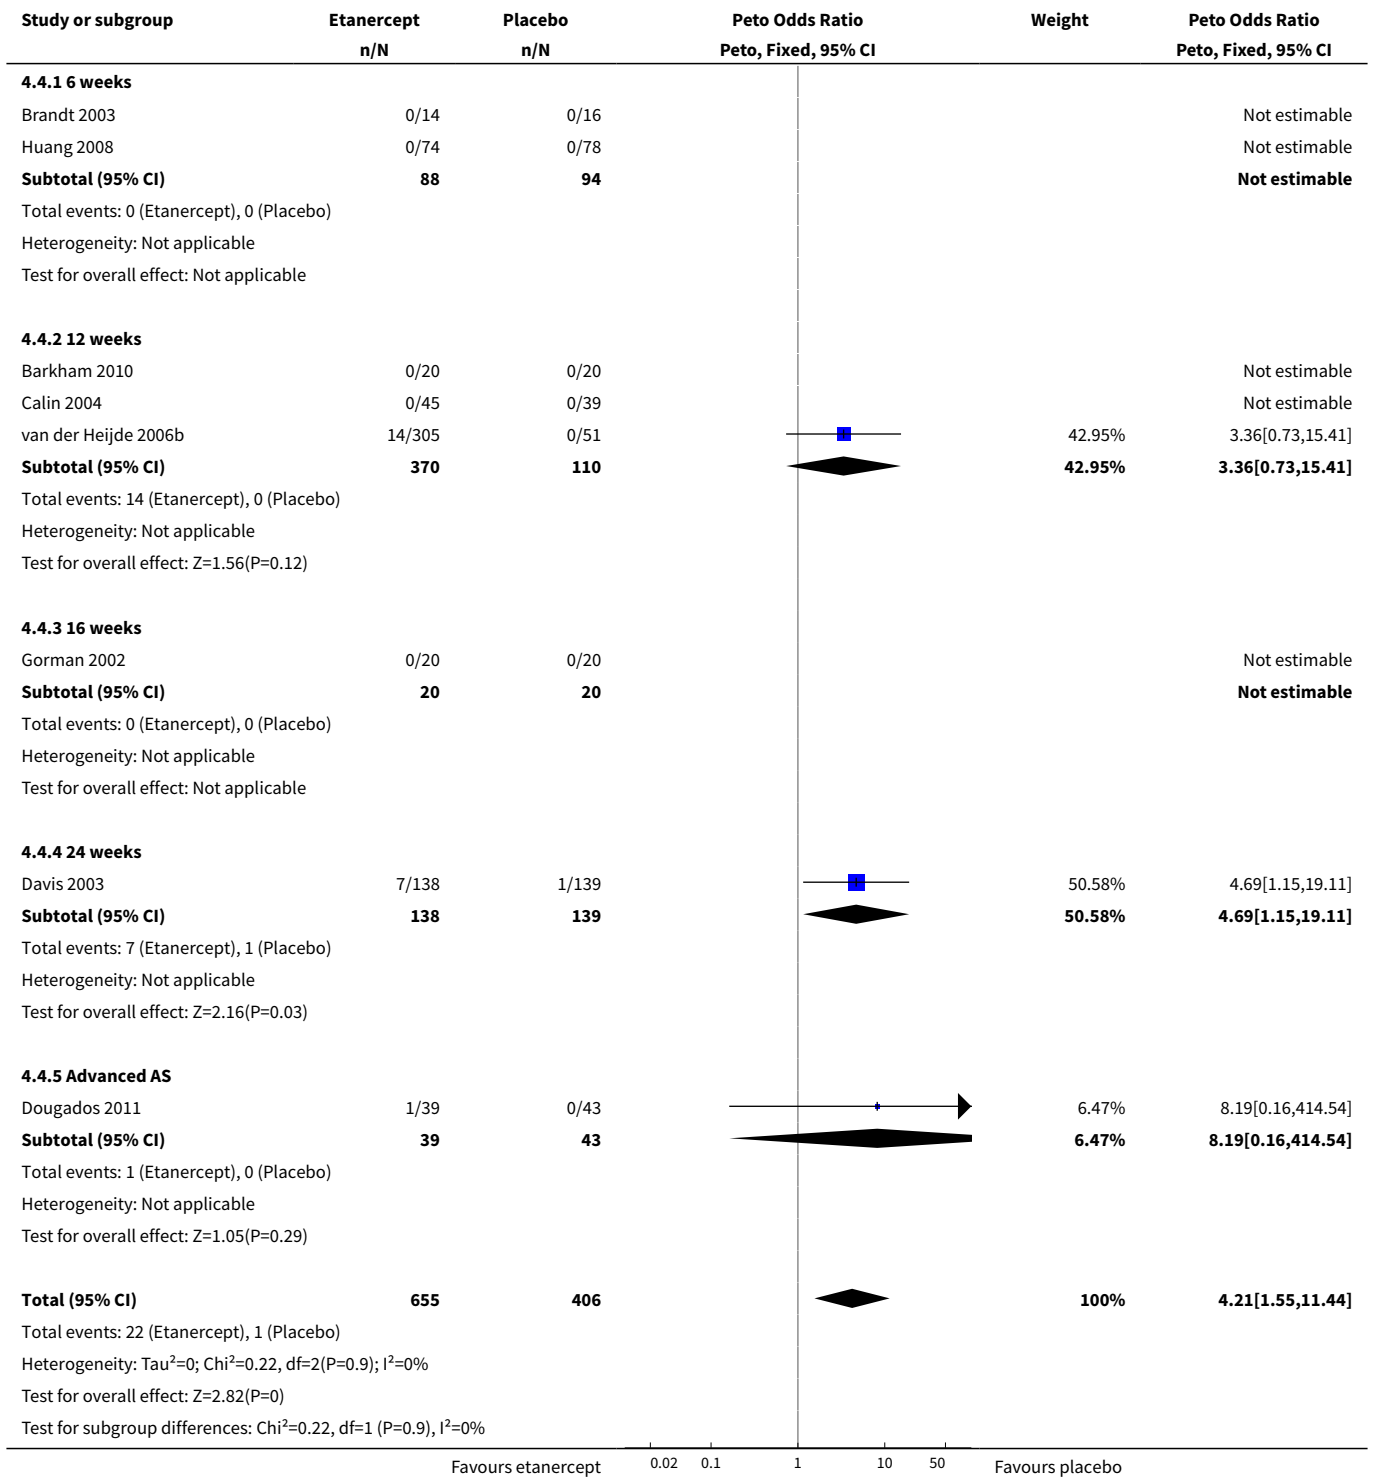 Study or subgroup Etanercept Placebo Peto Odds Ratio Weight Peto Odds Ratio
n/N n/N Peto, Fixed, 95% CI Peto, Fixed, 95% CI
4.4.1 6 weeks
Brandt 2003 0/14 0/16 Not estimable
Huang 2008 0/74 0/78 Not estimable
Subtotal (95% CI) 88 94 Not estimable
Total events: 0 (Etanercept), 0 (Placebo)
Heterogeneity: Not applicable
Test for overall effect: Not applicable
4.4.2 12 weeks
Barkham 2010 0/20 0/20 Not estimable
Calin 2004 0/45 0/39 Not estimable
van der Heijde 2006b 14/305 0/51 42.95% 3.36[0.73,15.41]
Subtotal (95% CI) 370 110 42.95% 3.36[0.73,15.41]
Total events: 14 (Etanercept), 0 (Placebo)
Heterogeneity: Not applicable
Test for overall effect: Z=1.56(P=0.12)
4.4.3 16 weeks
Gorman 2002 0/20 0/20 Not estimable
Subtotal (95% CI) 20 20 Not estimable
Total events: 0 (Etanercept), 0 (Placebo)
Heterogeneity: Not applicable
Test for overall effect: Not applicable
4.4.4 24 weeks
Davis 2003 7/138 1/139 50.58% 4.69[1.15,19.11]
Subtotal (95% CI) 138 139 50.58% 4.69[1.15,19.11]
Total events: 7 (Etanercept), 1 (Placebo)
Heterogeneity: Not applicable
Test for overall effect: Z=2.16(P=0.03)
4.4.5 Advanced AS
Dougados 2011 1/39 0/43 6.47% 8.19[0.16,414.54]
Subtotal (95% CI) 39 43 6.47% 8.19[0.16,414.54]
Total events: 1 (Etanercept), 0 (Placebo)
Heterogeneity: Not applicable
Test for overall effect: Z=1.05(P=0.29)
Total (95% CI) 655 406 100% 4.21[1.55,11.44]
Total events: 22 (Etanercept), 1 (Placebo)
Heterogeneity: Tau²=0; Chi²=0.22, df=2(P=0.9); I²=0%
Test for overall effect: Z=2.82(P=0)
Test for subgroup differences: Chi²=0.22, df=1 (P=0.9), I²=0%
Favours etanercept 0.02 0.1 1 10 50 Favours placebo